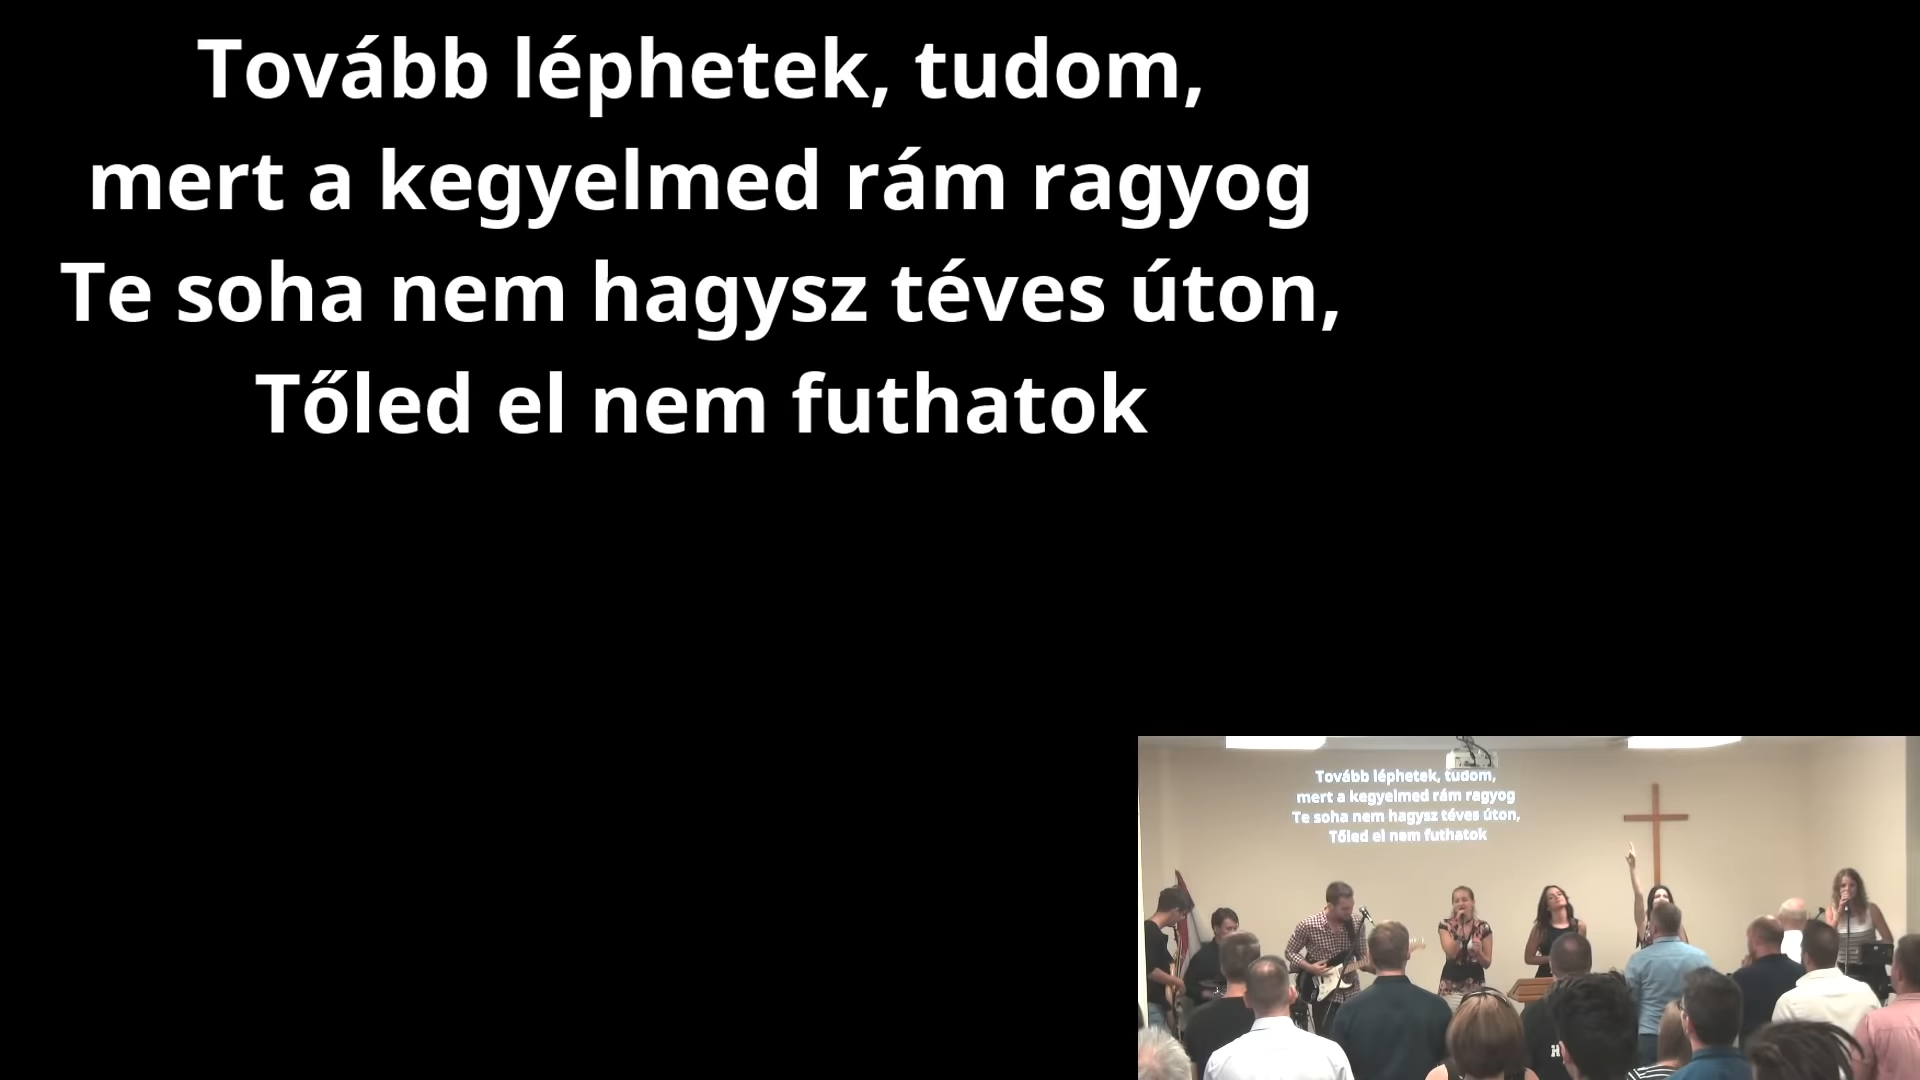 Tovább léphetek, tudom,
mert a kegyelmed rám ragyog
Te soha nem hagysz téves úton,
Tőled el nem futhatok
Tovább léphetek, tudom,
mert a kegyelmed rám ragyog
Te soha nem hagysz téves úton,
Tőled el nem futhatok